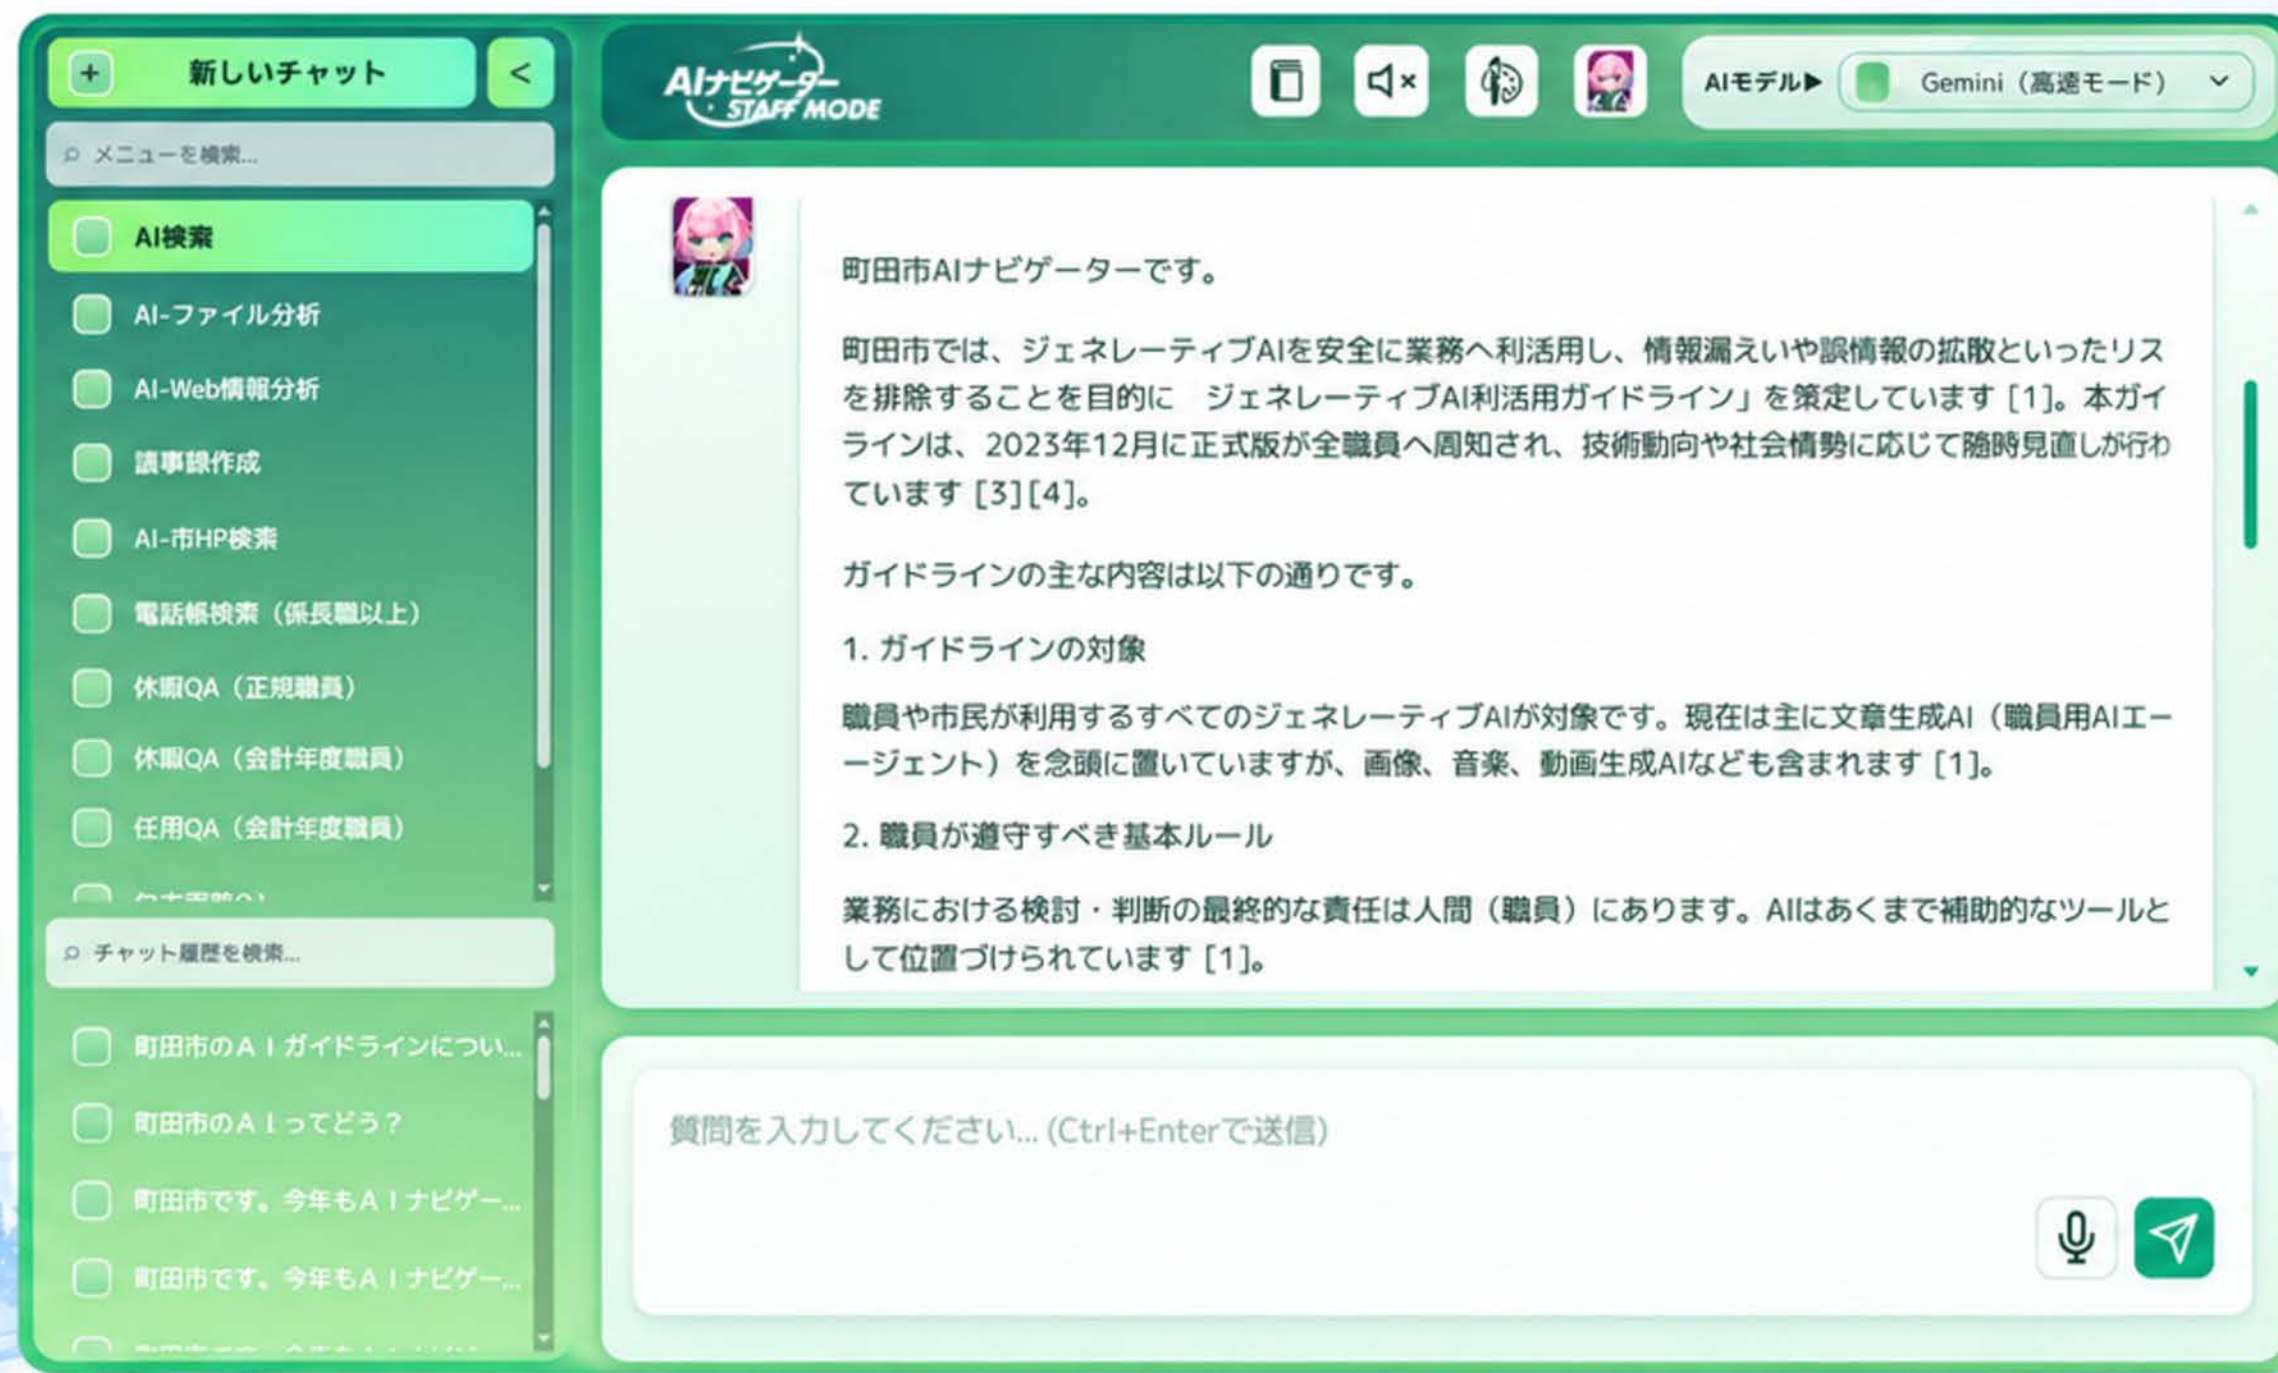 + 新しいチャット <
メニューを検索...
AI検索
AI-ファイル分析
AI-Web情報分析
議事録作成
AI-市HP検索
電話帳検索（係長職以上）
休暇QA（正規職員）
休暇QA（会計年度職員）
任用QA（会計年度職員）
チャット履歴を検索...
町田市のＡＩガイドラインについ...
町田市のＡＩってどう？
町田市です。今年もＡＩナビゲー...
町田市です。今年もＡＩナビゲー...
AIナビゲーター
STAFF MODE
AIモデル▶ Gemini（高速モード）
町田市AIナビゲーターです。
町田市では、ジェネレーティブAIを安全に業務へ利活用し、情報漏えいや誤情報の拡散といったリス
を排除することを目的に　ジェネレーティブAI利活用ガイドライン」を策定しています [1]。本ガイ
ラインは、2023年12月に正式版が全職員へ周知され、技術動向や社会情勢に応じて随時見直しが行わ
ています [3][4]。
ガイドラインの主な内容は以下の通りです。
1. ガイドラインの対象
職員や市民が利用するすべてのジェネレーティブAIが対象です。現在は主に文章生成AI（職員用AIエー
ージェント）を念頭に置いていますが、画像、音楽、動画生成AIなども含まれます [1]。
2. 職員が遵守すべき基本ルール
業務における検討・判断の最終的な責任は人間（職員）にあります。AIはあくまで補助的なツールと
して位置づけられています [1]。
質問を入力してください... (Ctrl+Enterで送信)